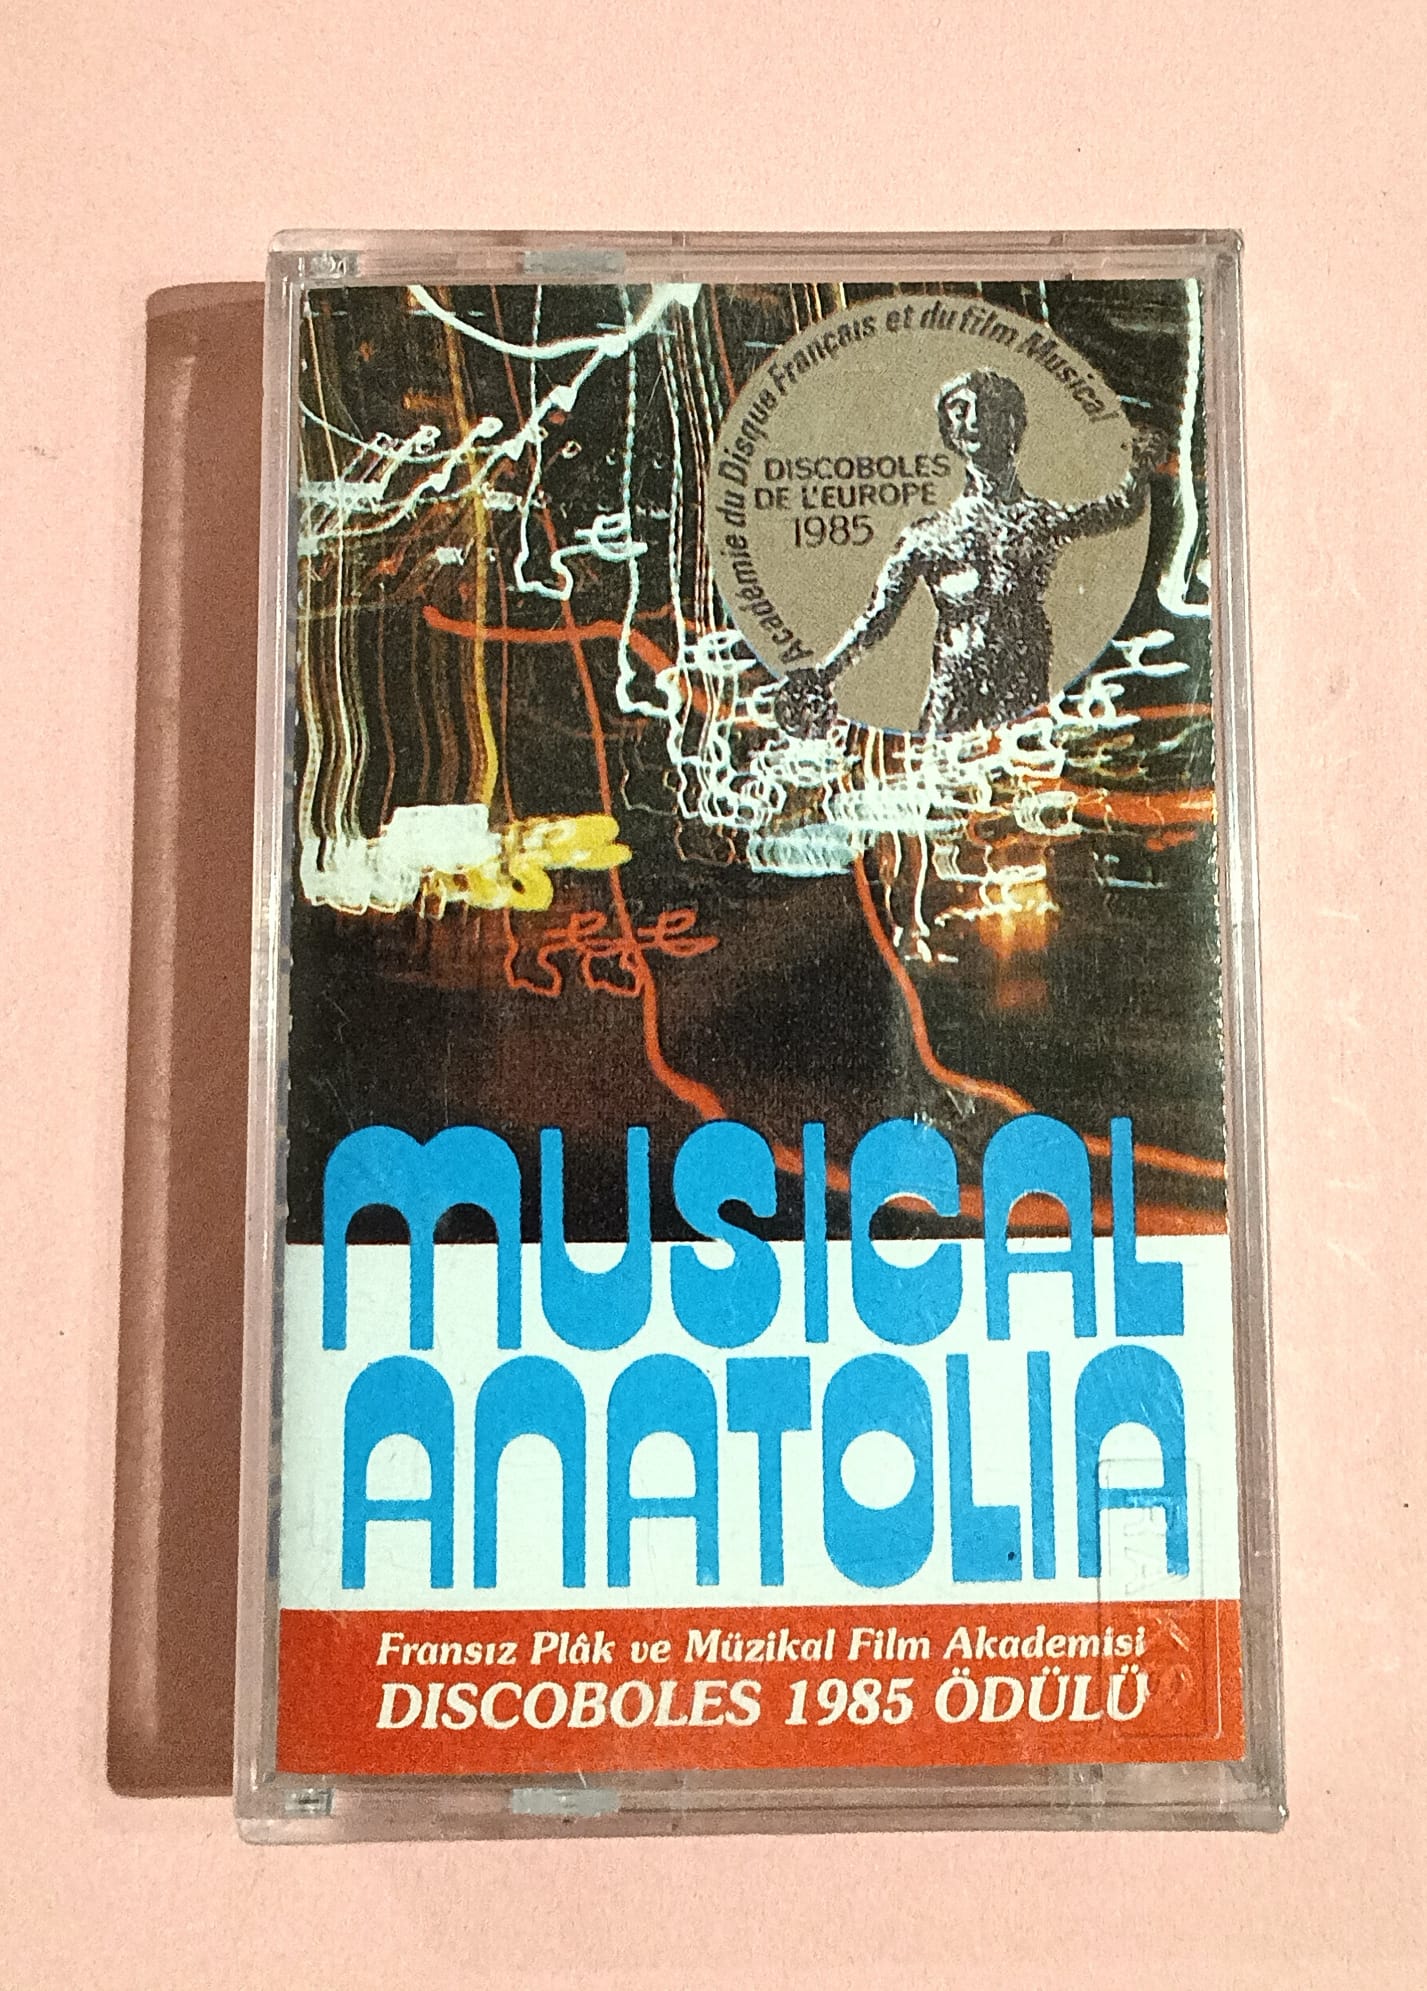 Académie du Disque Français et du film Musical
DISCOBOLES
DE L'EUROPE
1985
MUSICAL
ANATOLIA
Fransız Plâk ve Müzikal Film Akademisi
DISCOBOLES 1985 ÖDÜLÜ